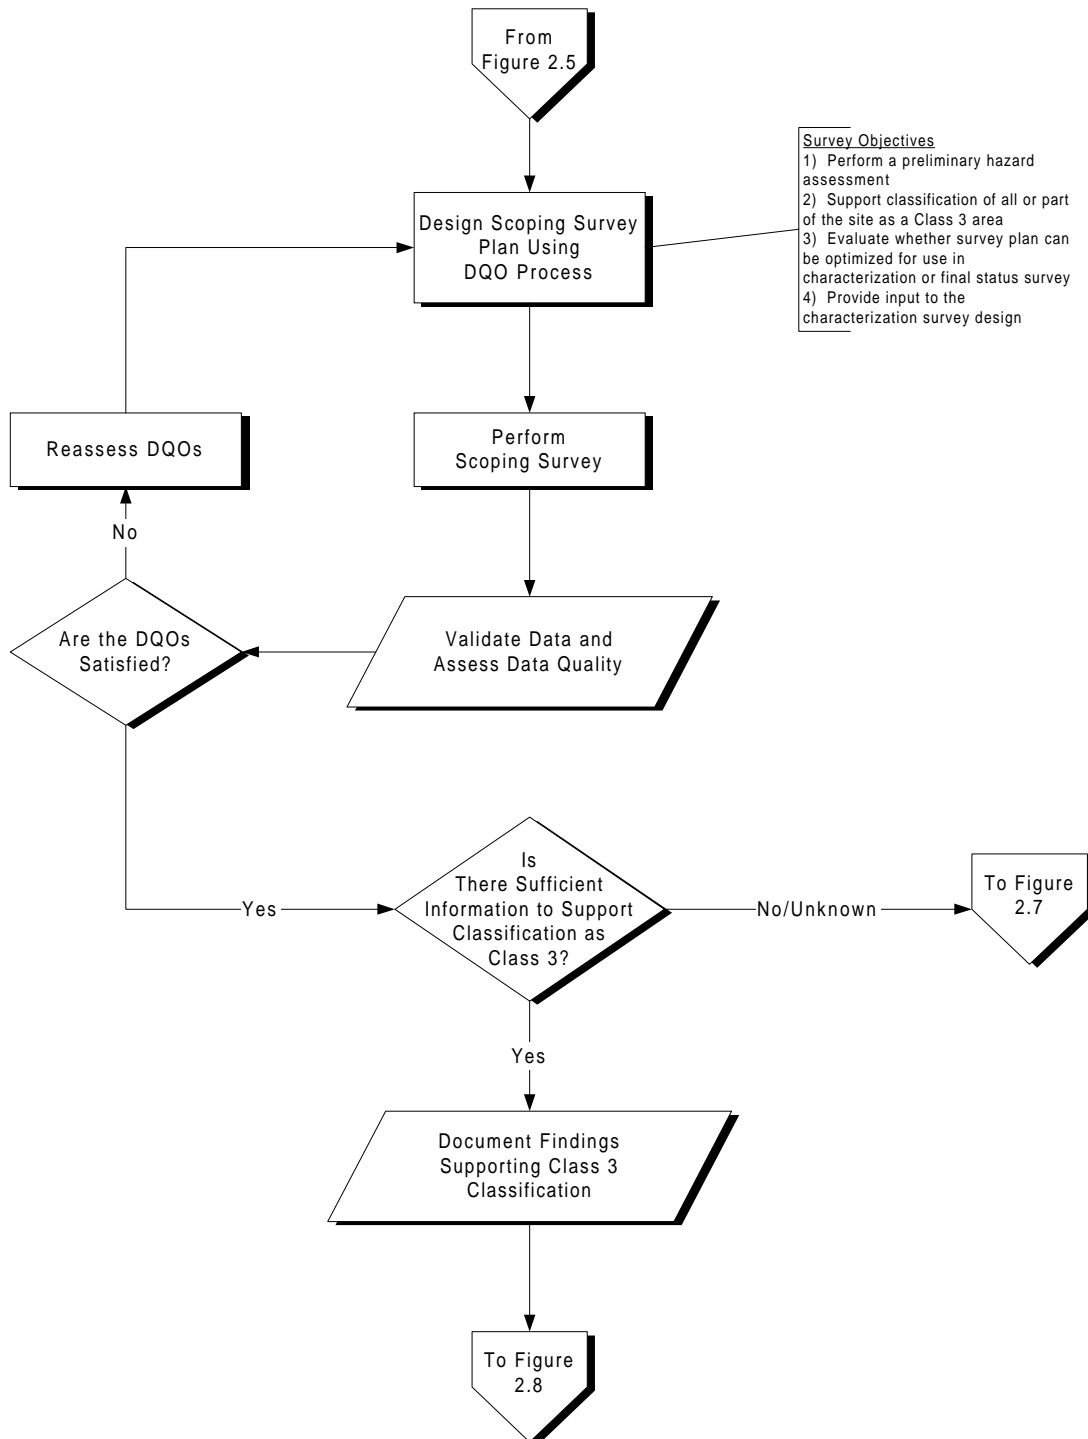 From
Figure 2.5
Survey Objectives
1) Perform a preliminary hazard
assessment
2) Support classification of all or part
of the site as a Class 3 area
3) Evaluate whether survey plan can
be optimized for use in
characterization or final status survey
4) Provide input to the
characterization survey design
Design Scoping Survey
Plan Using
DQO Process
Reassess DQOs
Perform
Scoping Survey
No
Are the DQOs
Satisfied?
Validate Data and
Assess Data Quality
Yes
Is
There Sufficient
Information to Support
Classification as
Class 3?
No/Unknown
To Figure
2.7
Yes
Document Findings
Supporting Class 3
Classification
To Figure
2.8